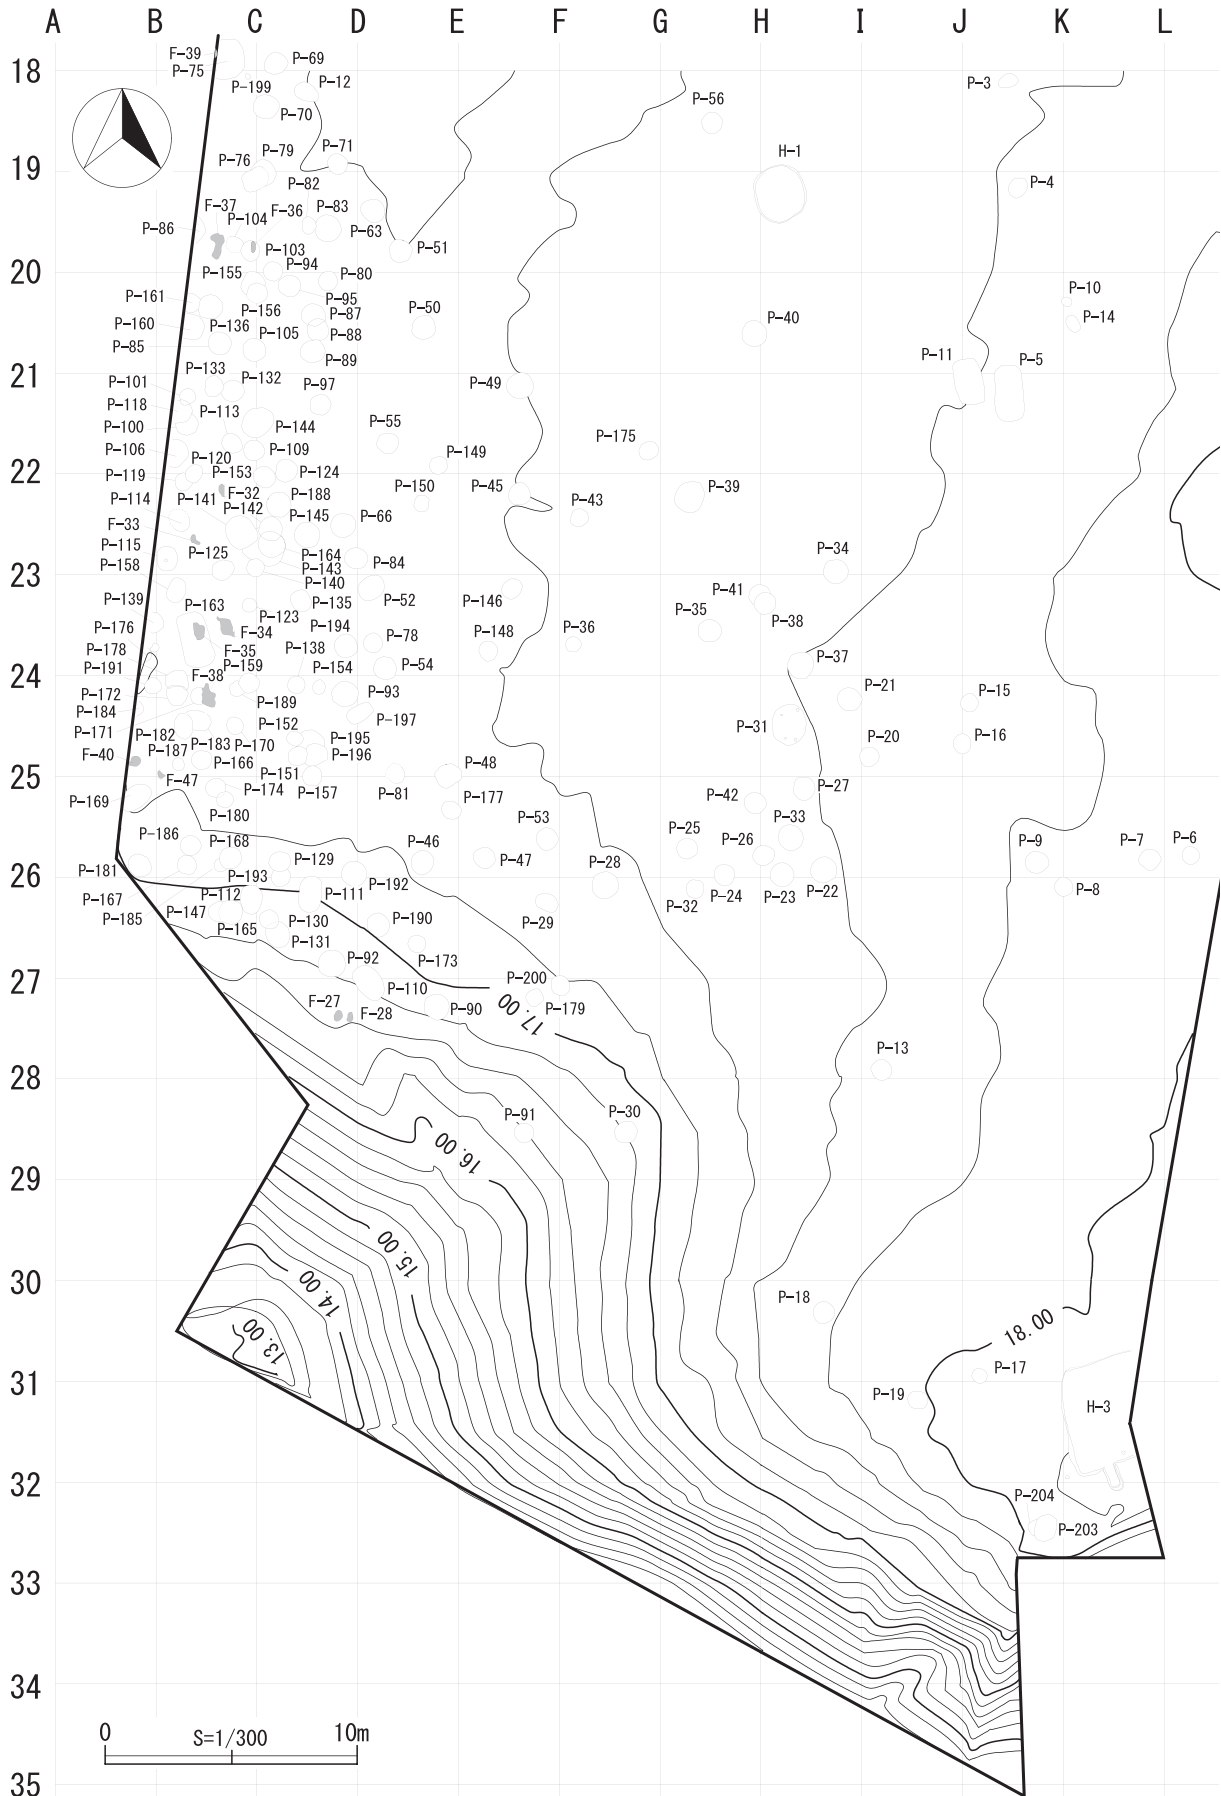 A B C D E F G H I J K L
F-39 P-69
P-75
18
P-199 P-12 P-3
P-70 P-56
P-79 P-71 H-1
P-76
19
P-82 P-4
F-37 F-36 P-83
P-104
P-86 P-63
P-103 P-51
P-94
20
P-155 P-80
P-161 P-95 P-10
P-156 P-87 P-50
P-160 P-136 P-105 P-88 P-40 P-14
P-85
P-89 P-11 P-5
21
P-133 P-132
P-101 P-97 P-49
P-118 P-113
P-100 P-144 P-55
P-175
P-106 P-109 P-149
P-120
22
P-119 P-153 P-124
P-150 P-45 P-39
P-114 P-141 F-32 P-188
P-142 P-43
F-33 P-145 P-66
P-115 P-125 P-164 P-34
P-158 P-143 P-84
23
P-140
P-139 P-163 P-135 P-52 P-146 P-41
P-123 P-35
P-176 P-194 P-38
F-34 P-148 P-36
P-178 F-35 P-138 P-78
P-191 P-159 P-154 P-54 P-37
24
F-38
P-172 P-93 P-21 P-15
P-184 P-189
P-171 P-182 P-152 P-197 P-31
P-183 P-170 P-195 P-20 P-16
F-40 P-187 P-166 P-196
P-48
25
P-151
F-47 P-174 P-157 P-81 P-27
P-169 P-177 P-42
P-180 P-53 P-33
P-186 P-25
P-168 P-46 P-26 P-9 P-7 P-6
P-129 P-47 P-28
26
P-181
P-193 P-192 P-24 P-23 P-22 P-8
P-167 P-112 P-111
P-32
P-185 P-147 P-130 P-190 P-29
P-165
P-131
P-92 P-173
27
P-200
P-110
F-27 F-28 P-90 17.00 P-179
P-13
28
P-91 P-30
16.00
29
15.00
30
14.00 P-18
13.00 18.00
P-17
31
P-19 H-3
32
P-204
P-203
33
34
0 S=1/300 10m
35